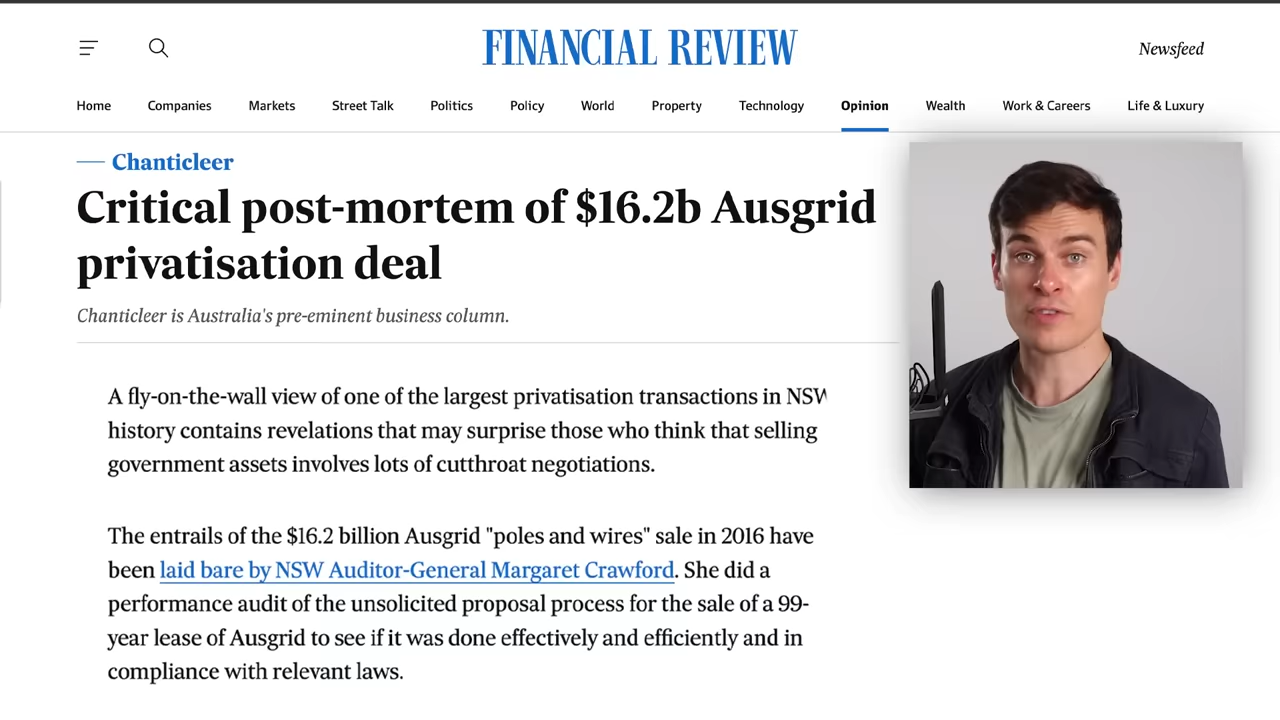 FINANCIAL REVIEW
Newsfeed
Home Companies Markets Street Talk Politics Policy World Property Technology Opinion Wealth Work & Careers Life & Luxury
Chanticleer
Critical post-mortem of $16.2b Ausgrid
privatisation deal
Chanticleer is Australia's pre-eminent business column.
A fly-on-the-wall view of one of the largest privatisation transactions in NSW
history contains revelations that may surprise those who think that selling
government assets involves lots of cutthroat negotiations.
The entrails of the $16.2 billion Ausgrid "poles and wires" sale in 2016 have
been laid bare by NSW Auditor-General Margaret Crawford. She did a
performance audit of the unsolicited proposal process for the sale of a 99-
year lease of Ausgrid to see if it was done effectively and efficiently and in
compliance with relevant laws.